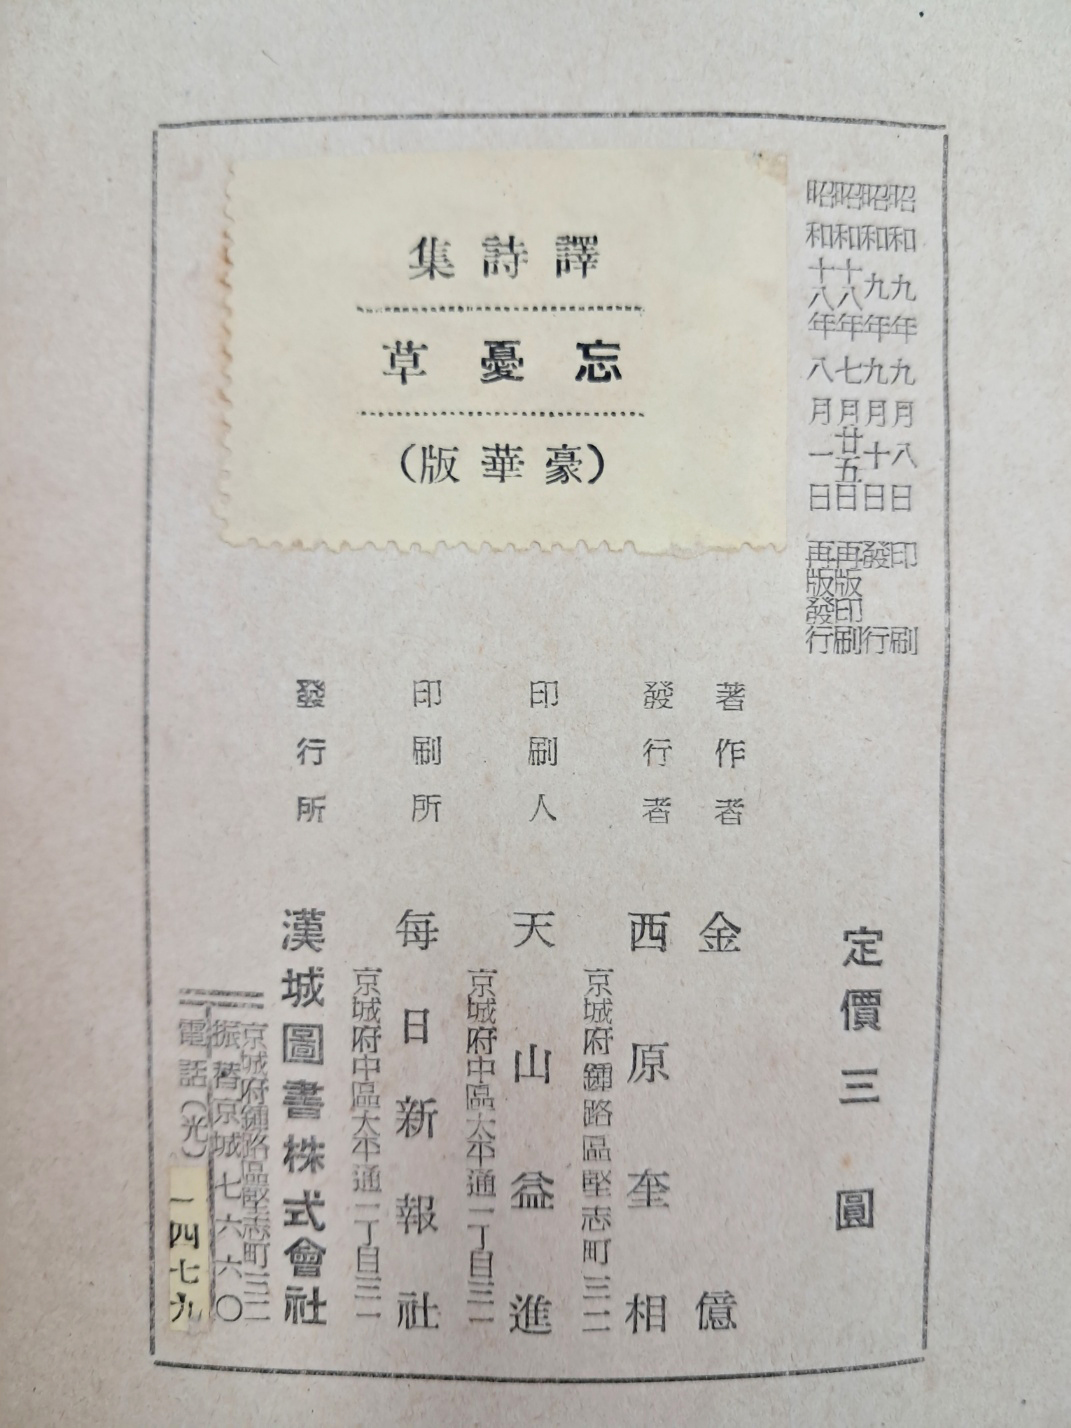 昭和九年九月八日印刷
昭和九年九月十日發行
昭和十八年七月廿五日再版印刷
昭和十八年八月一日再版發行
譯詩集
忘憂草
(豪華版)
定價三圓
著作者 金億
發行者 西原奎相
京城府鍾路區堅志町三二
印刷人 天山益進
京城府中區太平通一丁目三一
印刷所 每日新報社
京城府中區太平通一丁目三一
發行所 漢城圖書株式會社
京城府鍾路區堅志町三二
振替京城七六六〇
電話(光)一四七九